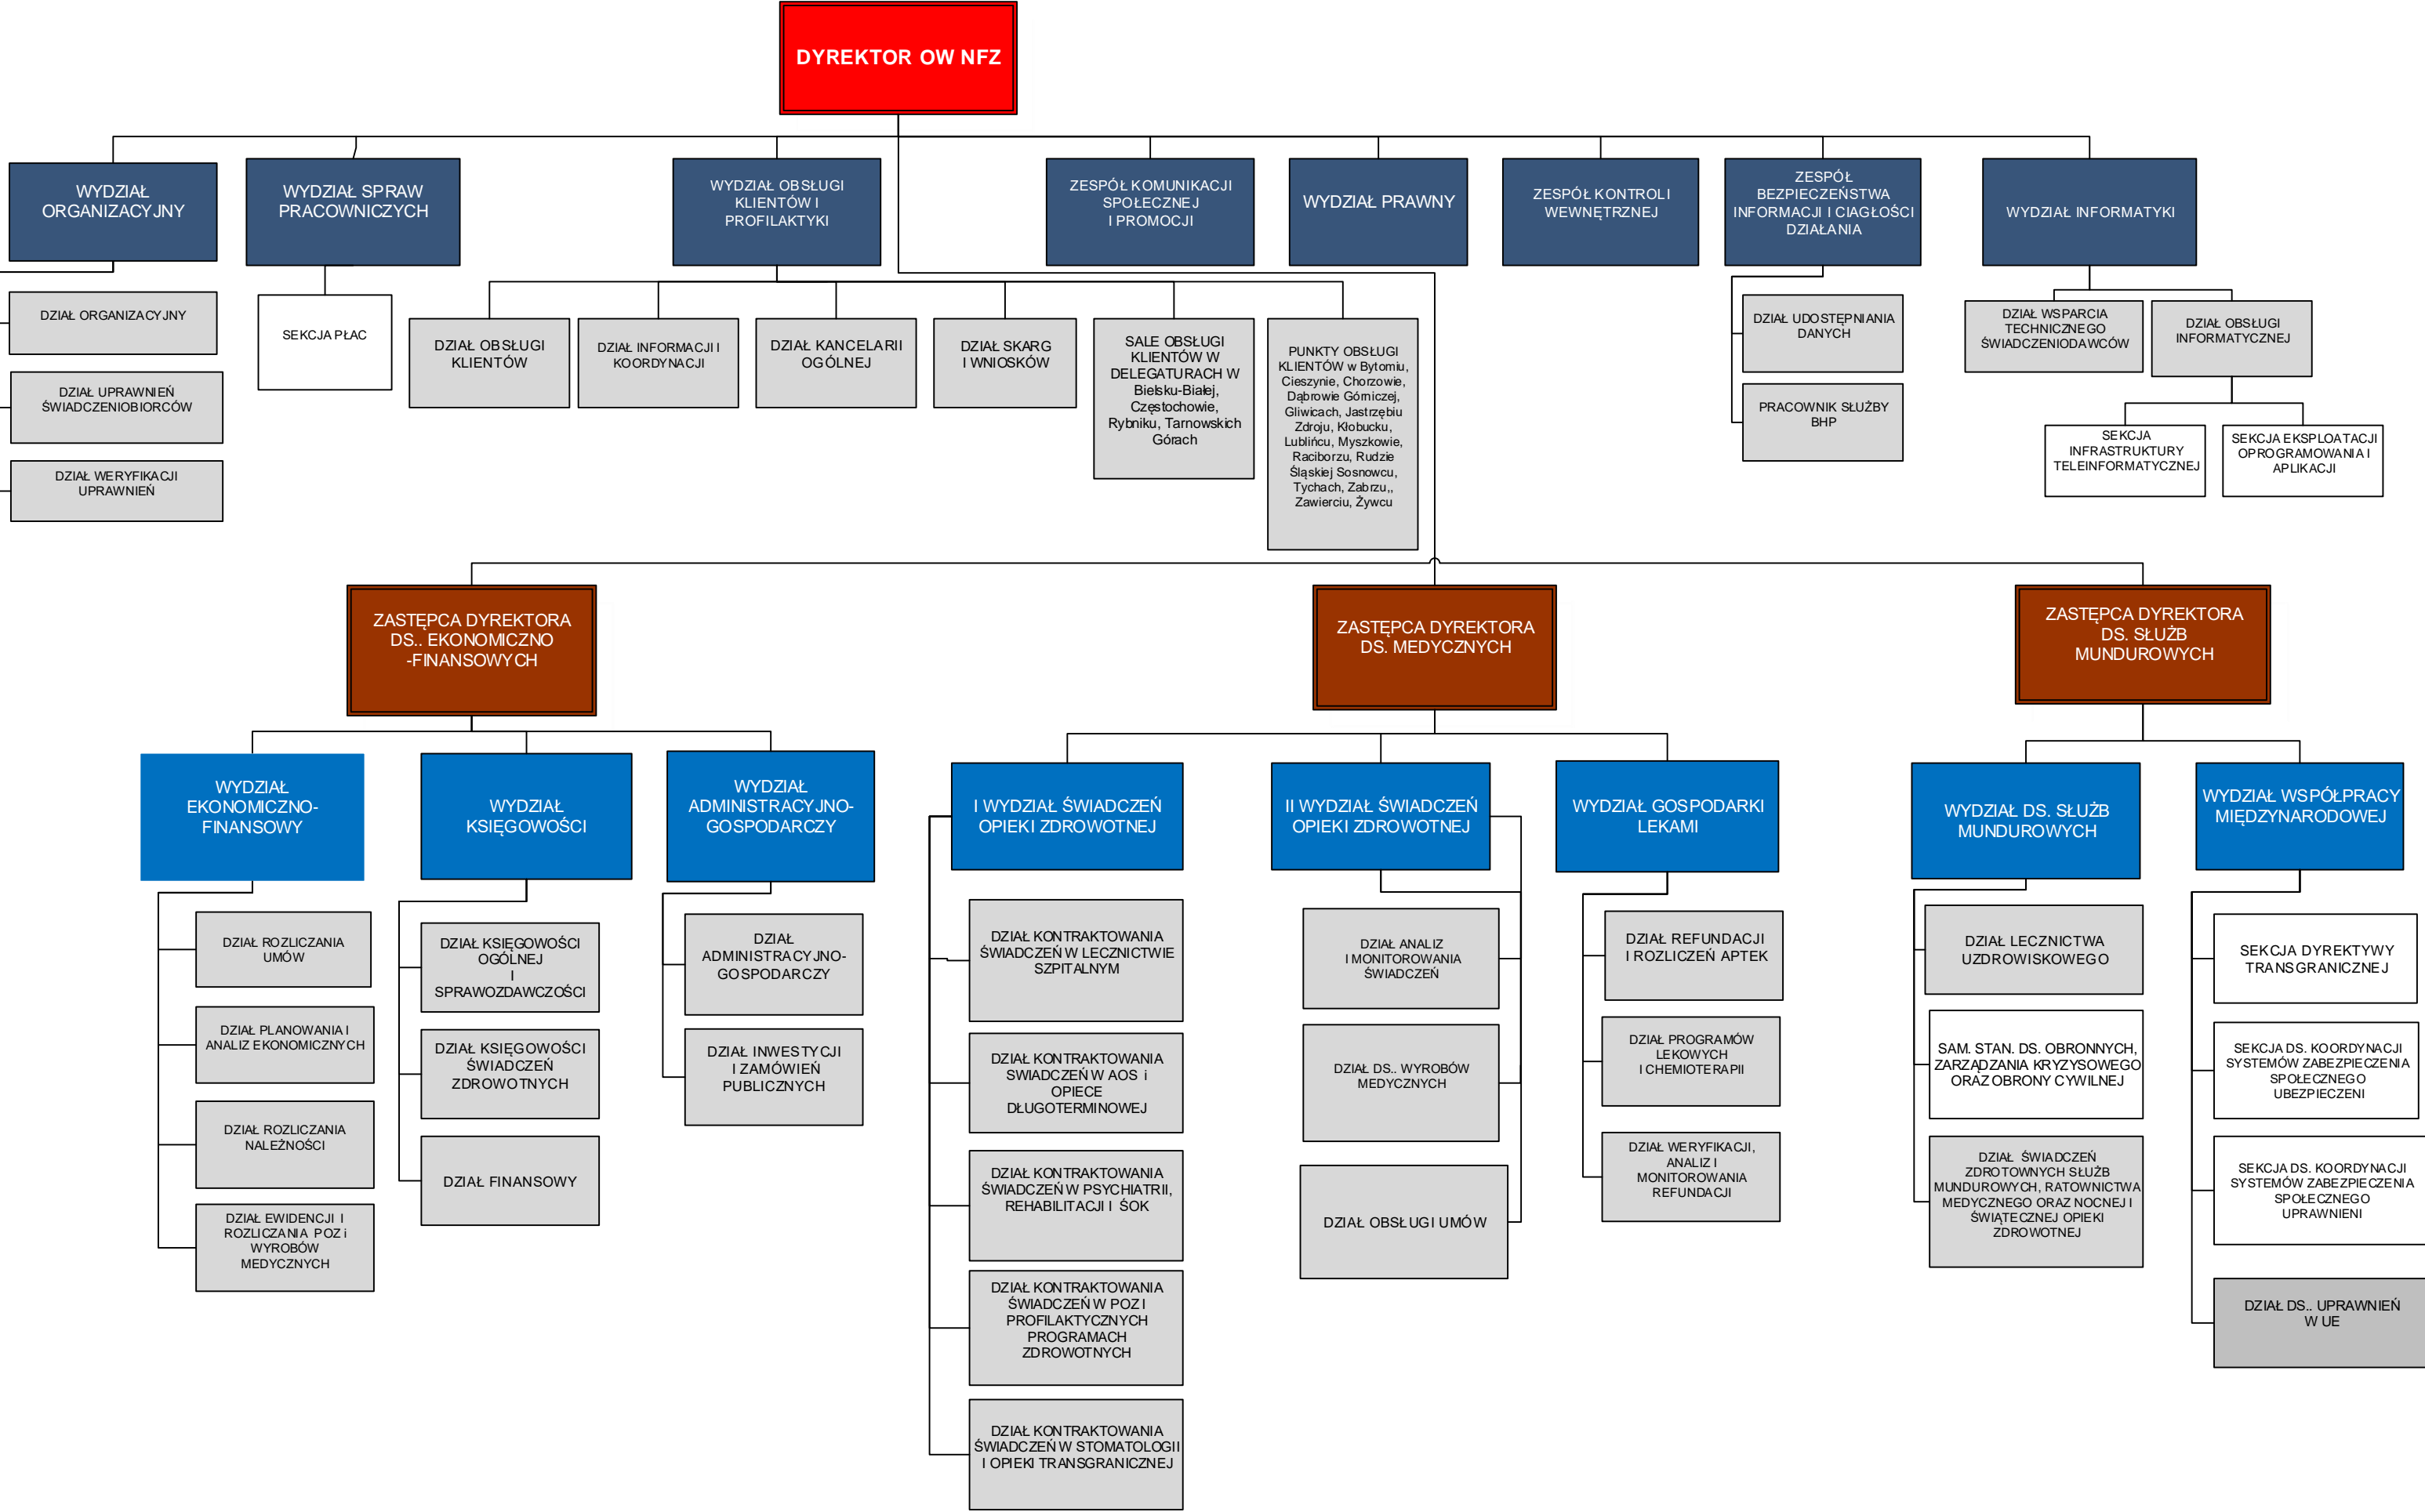 DYREKTOR OW NFZ
WYDZIAŁ
ORGANIZACYJNY
WYDZIAŁ SPRAW
PRACOWNICZYCH
WYDZIAŁ OBSŁUGI
KLIENTÓW I
PROFILAKTYKI
ZESPÓŁ KOMUNIKACJI
SPOŁECZNEJ
I PROMOCJI
WYDZIAŁ PRAWNY
ZESPÓŁ KONTROLI
WEWNĘTRZNEJ
ZESPÓŁ
BEZPIECZEŃSTWA
INFORMACJI I CIAGŁOŚCI
DZIAŁANIA
WYDZIAŁ INFORMATYKI
DZIAŁ ORGANIZACYJNY
DZIAŁ UPRAWNIEŃ
ŚWIADCZENIOBIORCÓW
DZIAŁ WERYFIKACJI
UPRAWNIEŃ
SEKCJA PŁAC
DZIAŁ OBSŁUGI
KLIENTÓW
DZIAŁ INFORMACJI I
KOORDYNACJI
DZIAŁ KANCELARII
OGÓLNEJ
DZIAŁ SKARG
I WNIOSKÓW
SALE OBSŁUGI
KLIENTÓW W
DELEGATURACH W
Bielsku-Białej,
Częstochowie,
Rybniku, Tarnowskich
Górach
PUNKTY OBSŁUGI
KLIENTÓW w Bytomiu,
Cieszynie, Chorzowie,
Dąbrowie Górniczej,
Gliwicach, Jastrzębiu
Zdroju, Kłobucku,
Lublińcu, Myszkowie,
Raciborzu, Rudzie
Śląskiej Sosnowcu,
Tychach, Zabrzu,,
Zawierciu, Żywcu
DZIAŁ UDOSTĘPNIANIA
DANYCH
PRACOWNIK SŁUŻBY
BHP
DZIAŁ WSPARCIA
TECHNICZNEGO
ŚWIADCZENIODAWCÓW
DZIAŁ OBSŁUGI
INFORMATYCZNEJ
SEKCJA
INFRASTRUKTURY
TELEINFORMATYCZNEJ
SEKCJA EKSPLOATACJI
OPROGRAMOWANIA I
APLIKACJI
ZASTĘPCA DYREKTORA
DS.. EKONOMICZNO
-FINANSOWYCH
ZASTĘPCA DYREKTORA
DS. MEDYCZNYCH
ZASTĘPCA DYREKTORA
DS. SŁUŻB
MUNDUROWYCH
WYDZIAŁ
EKONOMICZNO-
FINANSOWY
WYDZIAŁ
KSIĘGOWOŚCI
WYDZIAŁ
ADMINISTRACYJNO-
GOSPODARCZY
I WYDZIAŁ ŚWIADCZEŃ
OPIEKI ZDROWOTNEJ
II WYDZIAŁ ŚWIADCZEŃ
OPIEKI ZDROWOTNEJ
WYDZIAŁ GOSPODARKI
LEKAMI
WYDZIAŁ DS. SŁUŻB
MUNDUROWYCH
WYDZIAŁ WSPÓŁPRACY
MIĘDZYNARODOWEJ
DZIAŁ ROZLICZANIA
UMÓW
DZIAŁ PLANOWANIA I
ANALIZ EKONOMICZNYCH
DZIAŁ ROZLICZANIA
NALEŻNOŚCI
DZIAŁ EWIDENCJI I
ROZLICZANIA POZ i
WYROBÓW
MEDYCZNYCH
DZIAŁ KSIĘGOWOŚCI
OGÓLNEJ
I
SPRAWOZDAWCZOŚCI
DZIAŁ KSIĘGOWOŚCI
ŚWIADCZEŃ
ZDROWOTNYCH
DZIAŁ FINANSOWY
DZIAŁ
ADMINISTRACYJNO-
GOSPODARCZY
DZIAŁ INWESTYCJI
I ZAMÓWIEŃ
PUBLICZNYCH
DZIAŁ KONTRAKTOWANIA
ŚWIADCZEŃ W LECZNICTWIE
SZPITALNYM
DZIAŁ KONTRAKTOWANIA
SWIADCZEŃ W AOS i
OPIECE
DŁUGOTERMINOWEJ
DZIAŁ KONTRAKTOWANIA
ŚWIADCZEŃ W PSYCHIATRII,
REHABILITACJI I ŚOK
DZIAŁ KONTRAKTOWANIA
ŚWIADCZEŃ W POZ I
PROFILAKTYCZNYCH
PROGRAMACH
ZDROWOTNYCH
DZIAŁ KONTRAKTOWANIA
ŚWIADCZEŃ W STOMATOLOGII
I OPIEKI TRANSGRANICZNEJ
DZIAŁ ANALIZ
I MONITOROWANIA
ŚWIADCZEŃ
DZIAŁ DS.. WYROBÓW
MEDYCZNYCH
DZIAŁ OBSŁUGI UMÓW
DZIAŁ REFUNDACJI
I ROZLICZEŃ APTEK
DZIAŁ PROGRAMÓW
LEKOWYCH
I CHEMIOTERAPII
DZIAŁ WERYFIKACJI,
ANALIZ I
MONITOROWANIA
REFUNDACJI
DZIAŁ LECZNICTWA
UZDROWISKOWEGO
SAM. STAN. DS. OBRONNYCH,
ZARZĄDZANIA KRYZYSOWEGO
ORAZ OBRONY CYWILNEJ
DZIAŁ ŚWIADCZEŃ
ZDROTOWNYCH SŁUŻB
MUNDUROWYCH, RATOWNICTWA
MEDYCZNEGO ORAZ NOCNEJ I
ŚWIĄTECZNEJ OPIEKI
ZDROWOTNEJ
SEKCJA DYREKTYWY
TRANSGRANICZNEJ
SEKCJA DS. KOORDYNACJI
SYSTEMÓW ZABEZPIECZENIA
SPOŁECZNEGO
UBEZPIECZENI
SEKCJA DS. KOORDYNACJI
SYSTEMÓW ZABEZPIECZENIA
SPOŁECZNEGO
UPRAWNIENI
DZIAŁ DS.. UPRAWNIEŃ
W UE